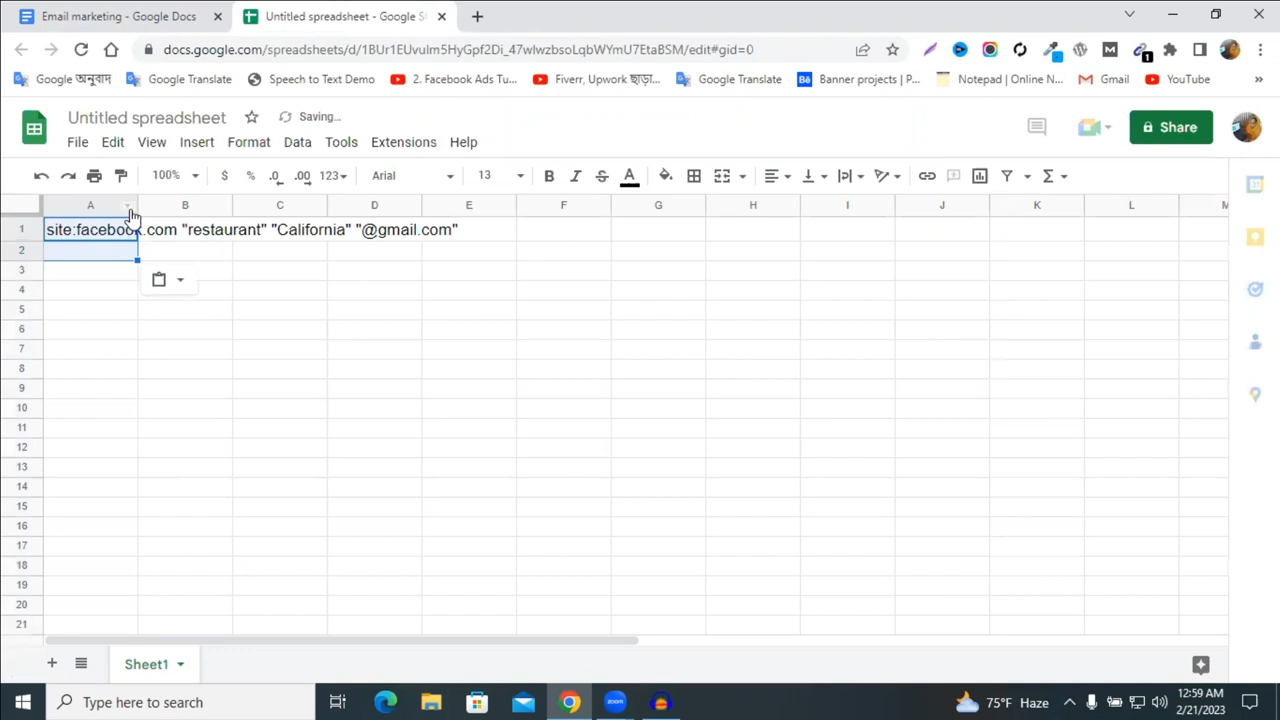 Email marketing - Google Docs
Untitled spreadsheet - Google S
docs.google.com/spreadsheets/d/1BUr1EUvulm5HyGpf2Di_47wlwzbsoLqbWYmU7EtaBSM/edit#gid=0
Google অনুবাদ
Google Translate
Speech to Text Demo
2. Facebook Ads Tu...
Fiverr, Upwork ছাড়া...
Google Translate
Bē
Banner projects | P...
Notepad | Online N...
Gmail
YouTube
»
Untitled spreadsheet
Saving...
File Edit View Insert Format Data Tools Extensions Help
Share
100% $ % .0 .00 123 Arial 13 B I S A Σ
A B C D E F G H I J K L M
1 site:facebook.com "restaurant" "California" "@gmail.com"
2
3
4
5
6
7
8
9
10
11
12
13
14
15
16
17
18
19
20
21
+ Sheet1
Type here to search
zoom
75°F Haze
12:59 AM
2/21/2023